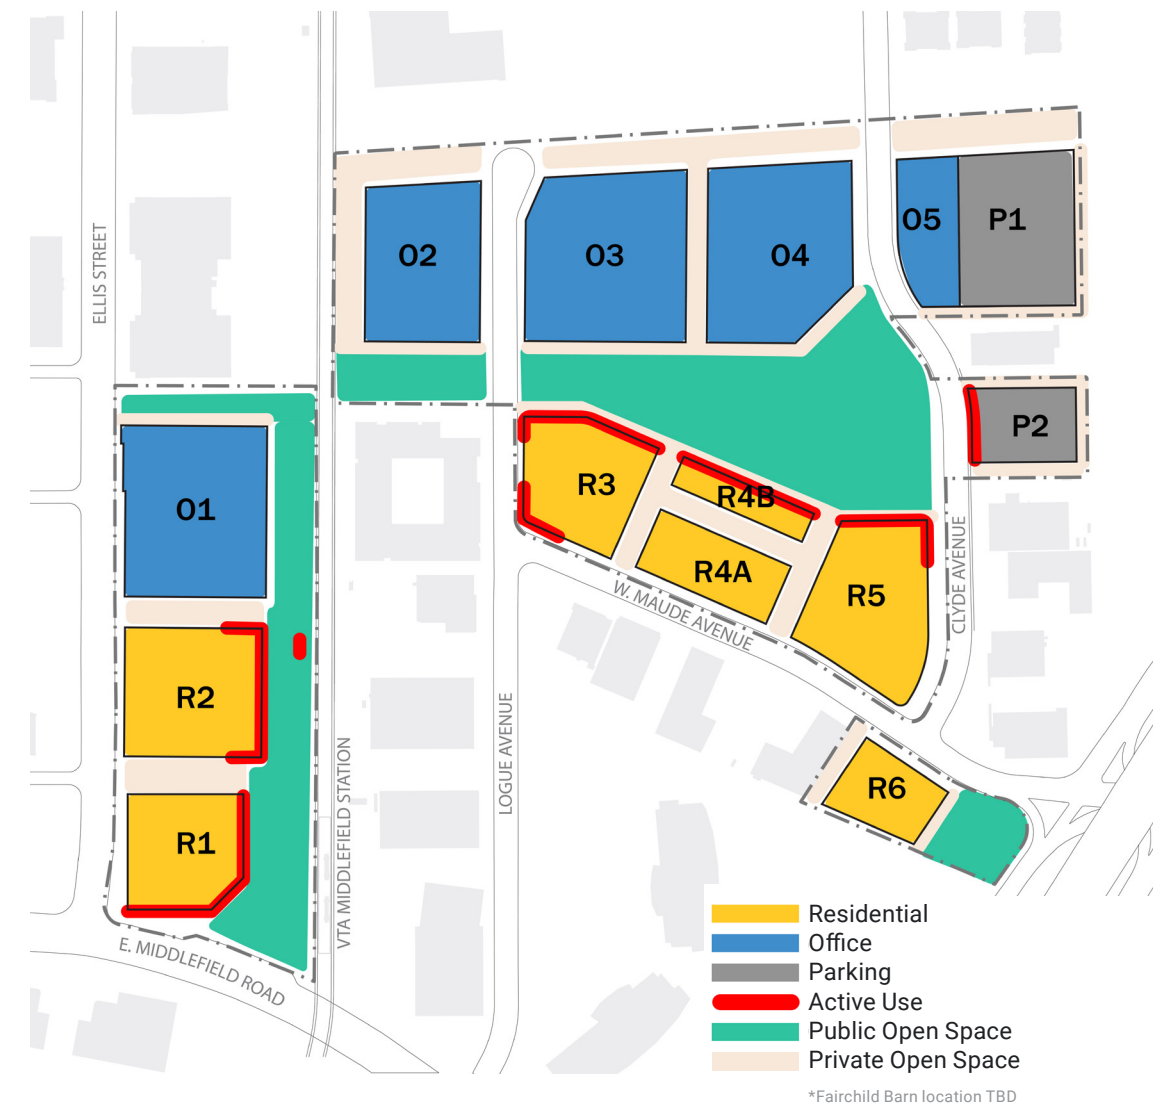 O5
P1
O2
O3
O4
ELLIS STREET
P2
R3
R4B
O1
R4A
R5
CLYDE AVENUE
W. MAUDE AVENUE
R2
R6
LOGUE AVENUE
VTA MIDDLEFIELD STATION
R1
E. MIDDLEFIELD ROAD
Residential
Office
Parking
Active Use
Public Open Space
Private Open Space
*Fairchild Barn location TBD